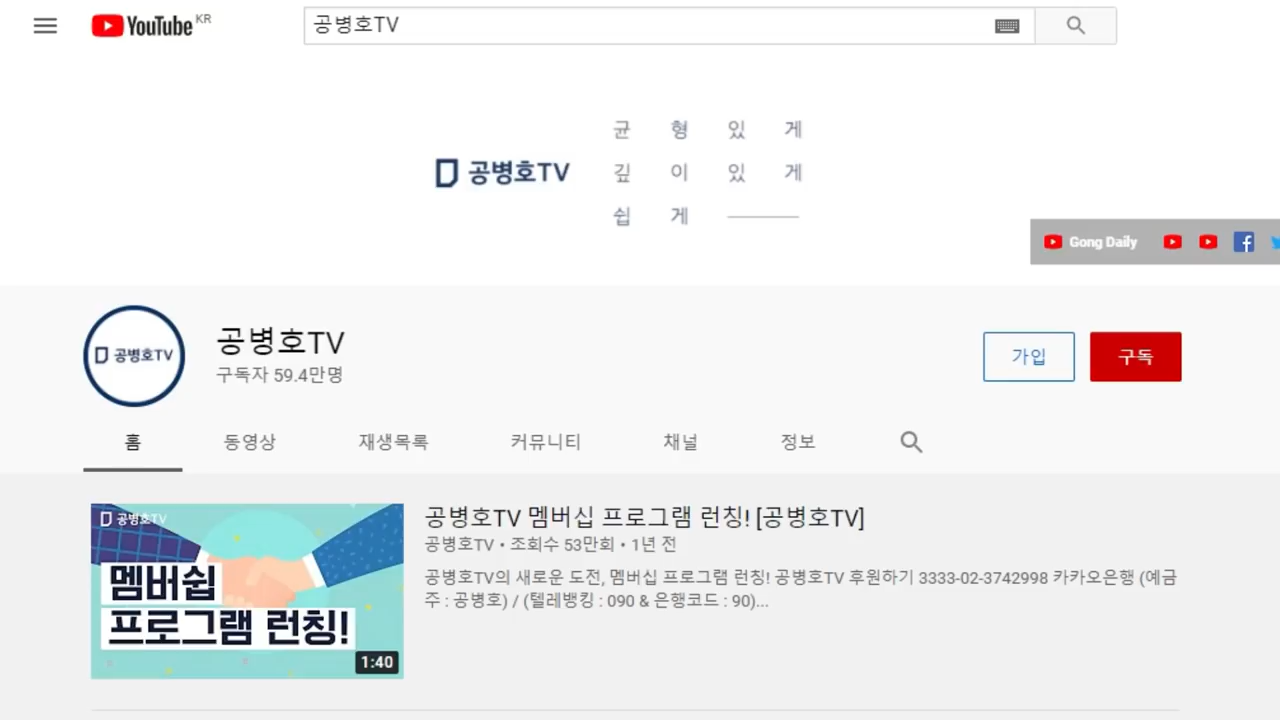 YouTube KR
공병호TV
균 형 있 게
공병호TV
깊 이 있 게
쉽 게
Gong Daily
공병호TV
공병호TV
구독자 59.4만명
가입
구독
홈
동영상
재생목록
커뮤니티
채널
정보
공병호TV
멤버쉽
프로그램 런칭!
1:40
공병호TV 멤버십 프로그램 런칭! [공병호TV]
공병호TV • 조회수 53만회 • 1년 전
공병호TV의 새로운 도전, 멤버십 프로그램 런칭! 공병호TV 후원하기 3333-02-3742998 카카오은행 (예금
주 : 공병호) / (텔레뱅킹 : 090 & 은행코드 : 90)...